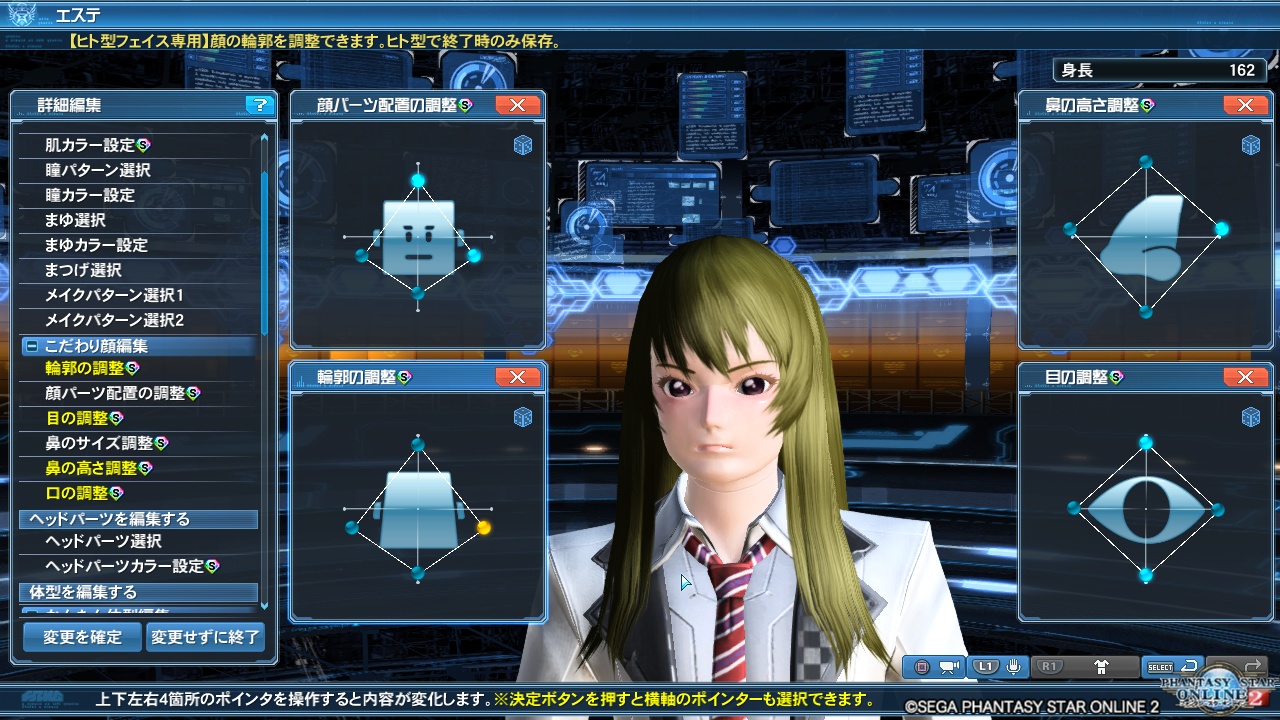 エステ
【ヒト型フェイス専用】顔の輪郭を調整できます。ヒト型で終了時のみ保存。
身長 162
詳細編集 ?
肌カラー設定
瞳パターン選択
瞳カラー設定
まゆ選択
まゆカラー設定
まつげ選択
メイクパターン選択1
メイクパターン選択2
こだわり顔編集
輪郭の調整
顔パーツ配置の調整
目の調整
鼻のサイズ調整
鼻の高さ調整
口の調整
ヘッドパーツを編集する
ヘッドパーツ選択
ヘッドパーツカラー設定
体型を編集する
変更を確定
変更せずに終了
顔パーツ配置の調整
輪郭の調整
鼻の高さ調整
目の調整
L1
R1
SELECT
上下左右4箇所のポインタを操作すると内容が変化しま
※決定ボタンを押すと横軸のポインターも選択できます。
PHANTASY STAR
ONLINE 2
©SEGA PHANTASY STAR ONLINE 2